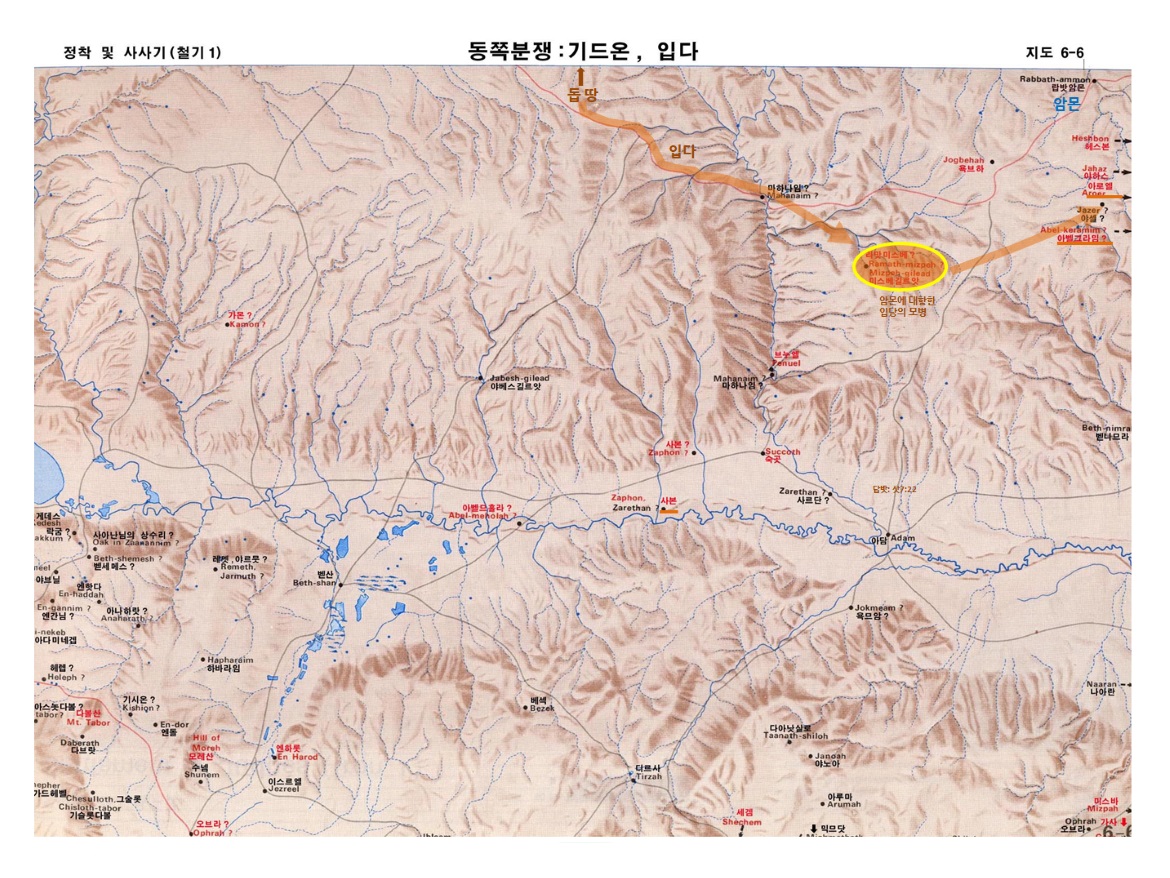 정착 및 사사기(철기 1)
동쪽분쟁:기드온, 입다
지도 6-6
Rabbath-ammon
랍밧암몬
암몬
돕 땅
Heshbon
헤스본
입다
Jogbehah
욕브하
Jahaz
야하스
아로엘
Aroer
마하나임 ?
Mahanaim ?
Jazer ?
야셀 ?
Abel-keramim ?
아벨그라밈 ?
라맛미스베 ?
Ramath-mizpeh
Mizpeh-gilead
미스베길르앗
암몬에 대항한
입당의 모병
가몬 ?
Kamon ?
브누엘
Penuel
Jabesh-gilead
야베스길르앗
Mahanaim ?
마하나임 ?
Beth-nimra
벧니므라
사본 ?
Zaphon ?
Succoth
숙곳
Zarethan ?
사르단 ?
답밧: 삿7:22
Zaphon, 사본
Zarethan ?
아벨므홀라 ?
Abel-meholah ?
게데스
edesh
락굼 ?
akkum ?
사아난님의 상수리 ?
Oak in Zaanannim ?
Beth-shemesh ?
벧세메스 ?
레멧, 야르뭇 ?
Remeth,
Jarmuth ?
벧산
Beth-shan
아담 Adam
neel
아브닐
엔핫다
En-haddah
En-gannim ?
엔간님 ?
아나하랏 ?
Anaharath ?
i-nekeb
아다미네겝
Jokmeam ?
욕므암 ?
Hapharaim
하바라임
헤렙 ?
Heleph ?
Naaran
나아란
기시온 ?
Kishion ?
베섹
Bezek
아스놋다볼 ?
tabor?
다볼산
Mt. Tabor
En-dor
엔돌
Daberath
다브랏
Hill of
Moreh
모레산
엔하롯
En Harod
다아낫실로
Taanath-shiloh
Janoah
야노아
수넴
Shunem
이스르엘
Jezreel
디르사
Tirzah
hepher
가드헤벨
Chesulloth,그술롯
Chisloth-tabor
기슬롯다볼
아루마
Arumah
미스바
Mizpah
세겜
Shechem
오브라 ?
Ophrah ?
믹므닷
Ophrah
오브라
가사
6-6